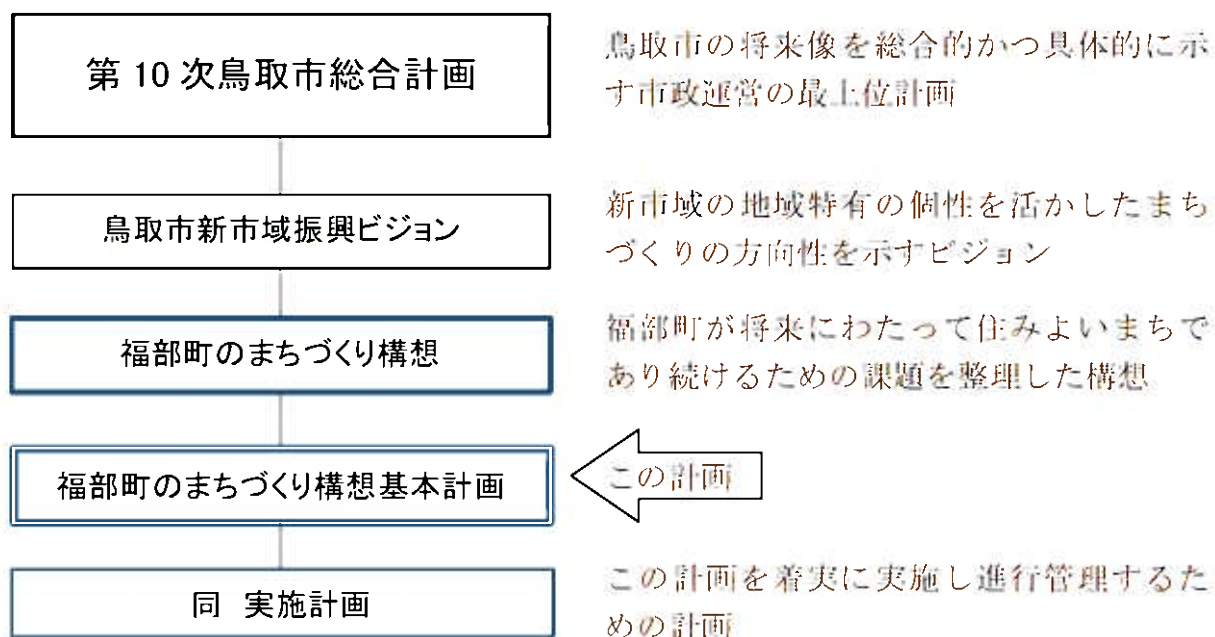 第 10 次鳥取市総合計画
鳥取市の将来像を総合的かつ具体的に示
す市政運営の最上位計画
鳥取市新市域振興ビジョン
新市域の地域特有の個性を活かしたまち
づくりの方向性を示すビジョン
福部町のまちづくり構想
福部町が将来にわたって住みよいまちで
あり続けるための課題を整理した構想
福部町のまちづくり構想基本計画
この計画
同 実施計画
この計画を着実に実施し進行管理するた
めの計画